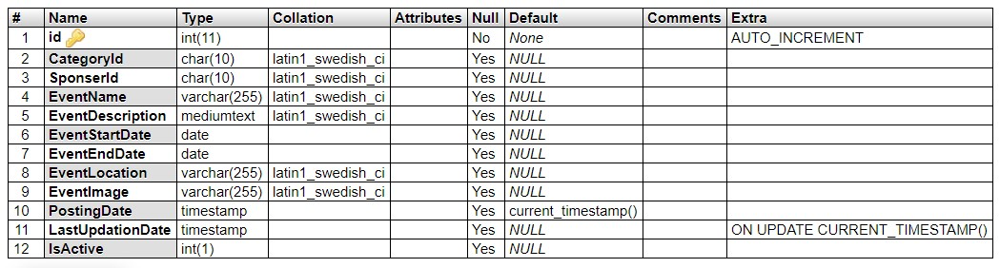 # Name Type Collation Attributes Null Default Comments Extra
1 id int(11) No None AUTO_INCREMENT
2 CategoryId char(10) latin1_swedish_ci Yes NULL
3 SponserId char(10) latin1_swedish_ci Yes NULL
4 EventName varchar(255) latin1_swedish_ci Yes NULL
5 EventDescription mediumtext latin1_swedish_ci Yes NULL
6 EventStartDate date Yes NULL
7 EventEndDate date Yes NULL
8 EventLocation varchar(255) latin1_swedish_ci Yes NULL
9 EventImage varchar(255) latin1_swedish_ci Yes NULL
10 PostingDate timestamp Yes current_timestamp()
11 LastUpdationDate timestamp Yes NULL ON UPDATE CURRENT_TIMESTAMP()
12 IsActive int(1) Yes NULL